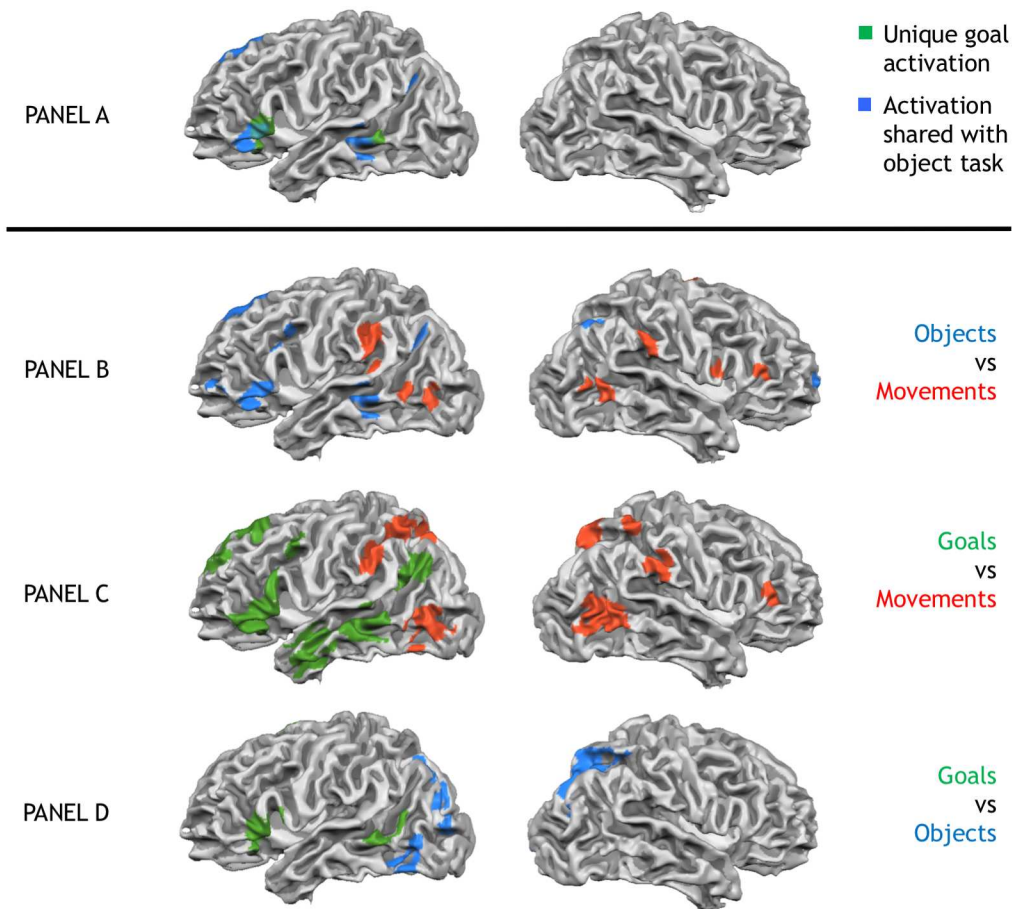 PANEL A
Unique goal
activation
Activation
shared with
object task
PANEL B
Objects
vs
Movements
PANEL C
Goals
vs
Movements
PANEL D
Goals
vs
Objects